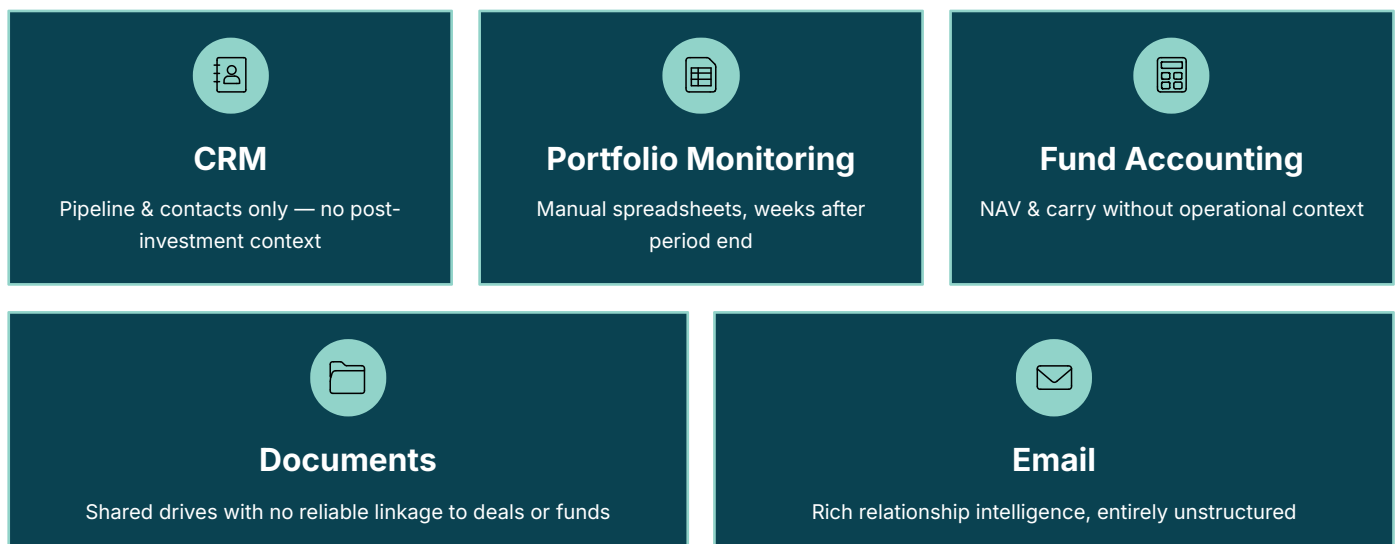 CRM
Pipeline & contacts only — no post-
investment context
Portfolio Monitoring
Manual spreadsheets, weeks after
period end
Fund Accounting
NAV & carry without operational context
Documents
Shared drives with no reliable linkage to deals or funds
Email
Rich relationship intelligence, entirely unstructured